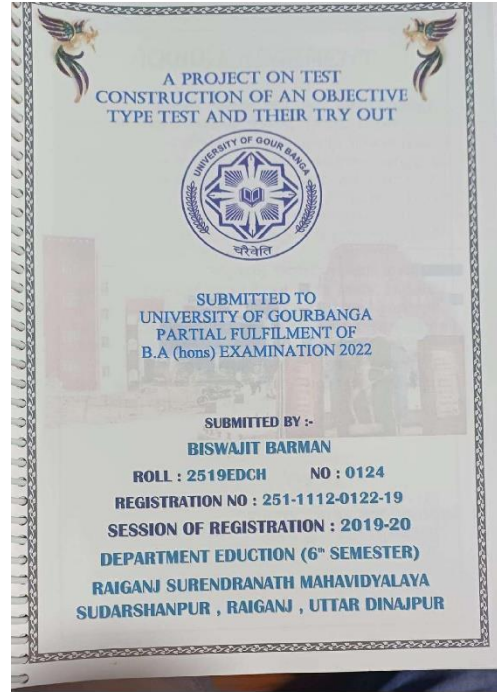 A PROJECT ON TEST
CONSTRUCTION OF AN OBJECTIVE
TYPE TEST AND THEIR TRY OUT
UNIVERSITY OF GOUR BANGA
चरैवेति
SUBMITTED TO
UNIVERSITY OF GOURBANGA
PARTIAL FULFILMENT OF
B.A (hons) EXAMINATION 2022
SUBMITTED BY :-
BISWAJIT BARMAN
ROLL : 2519EDCH NO : 0124
REGISTRATION NO : 251-1112-0122-19
SESSION OF REGISTRATION : 2019-20
DEPARTMENT EDUCTION (6th SEMESTER)
RAIGANJ SURENDRANATH MAHAVIDYALAYA
SUDARSHANPUR , RAIGANJ , UTTAR DINAJPUR